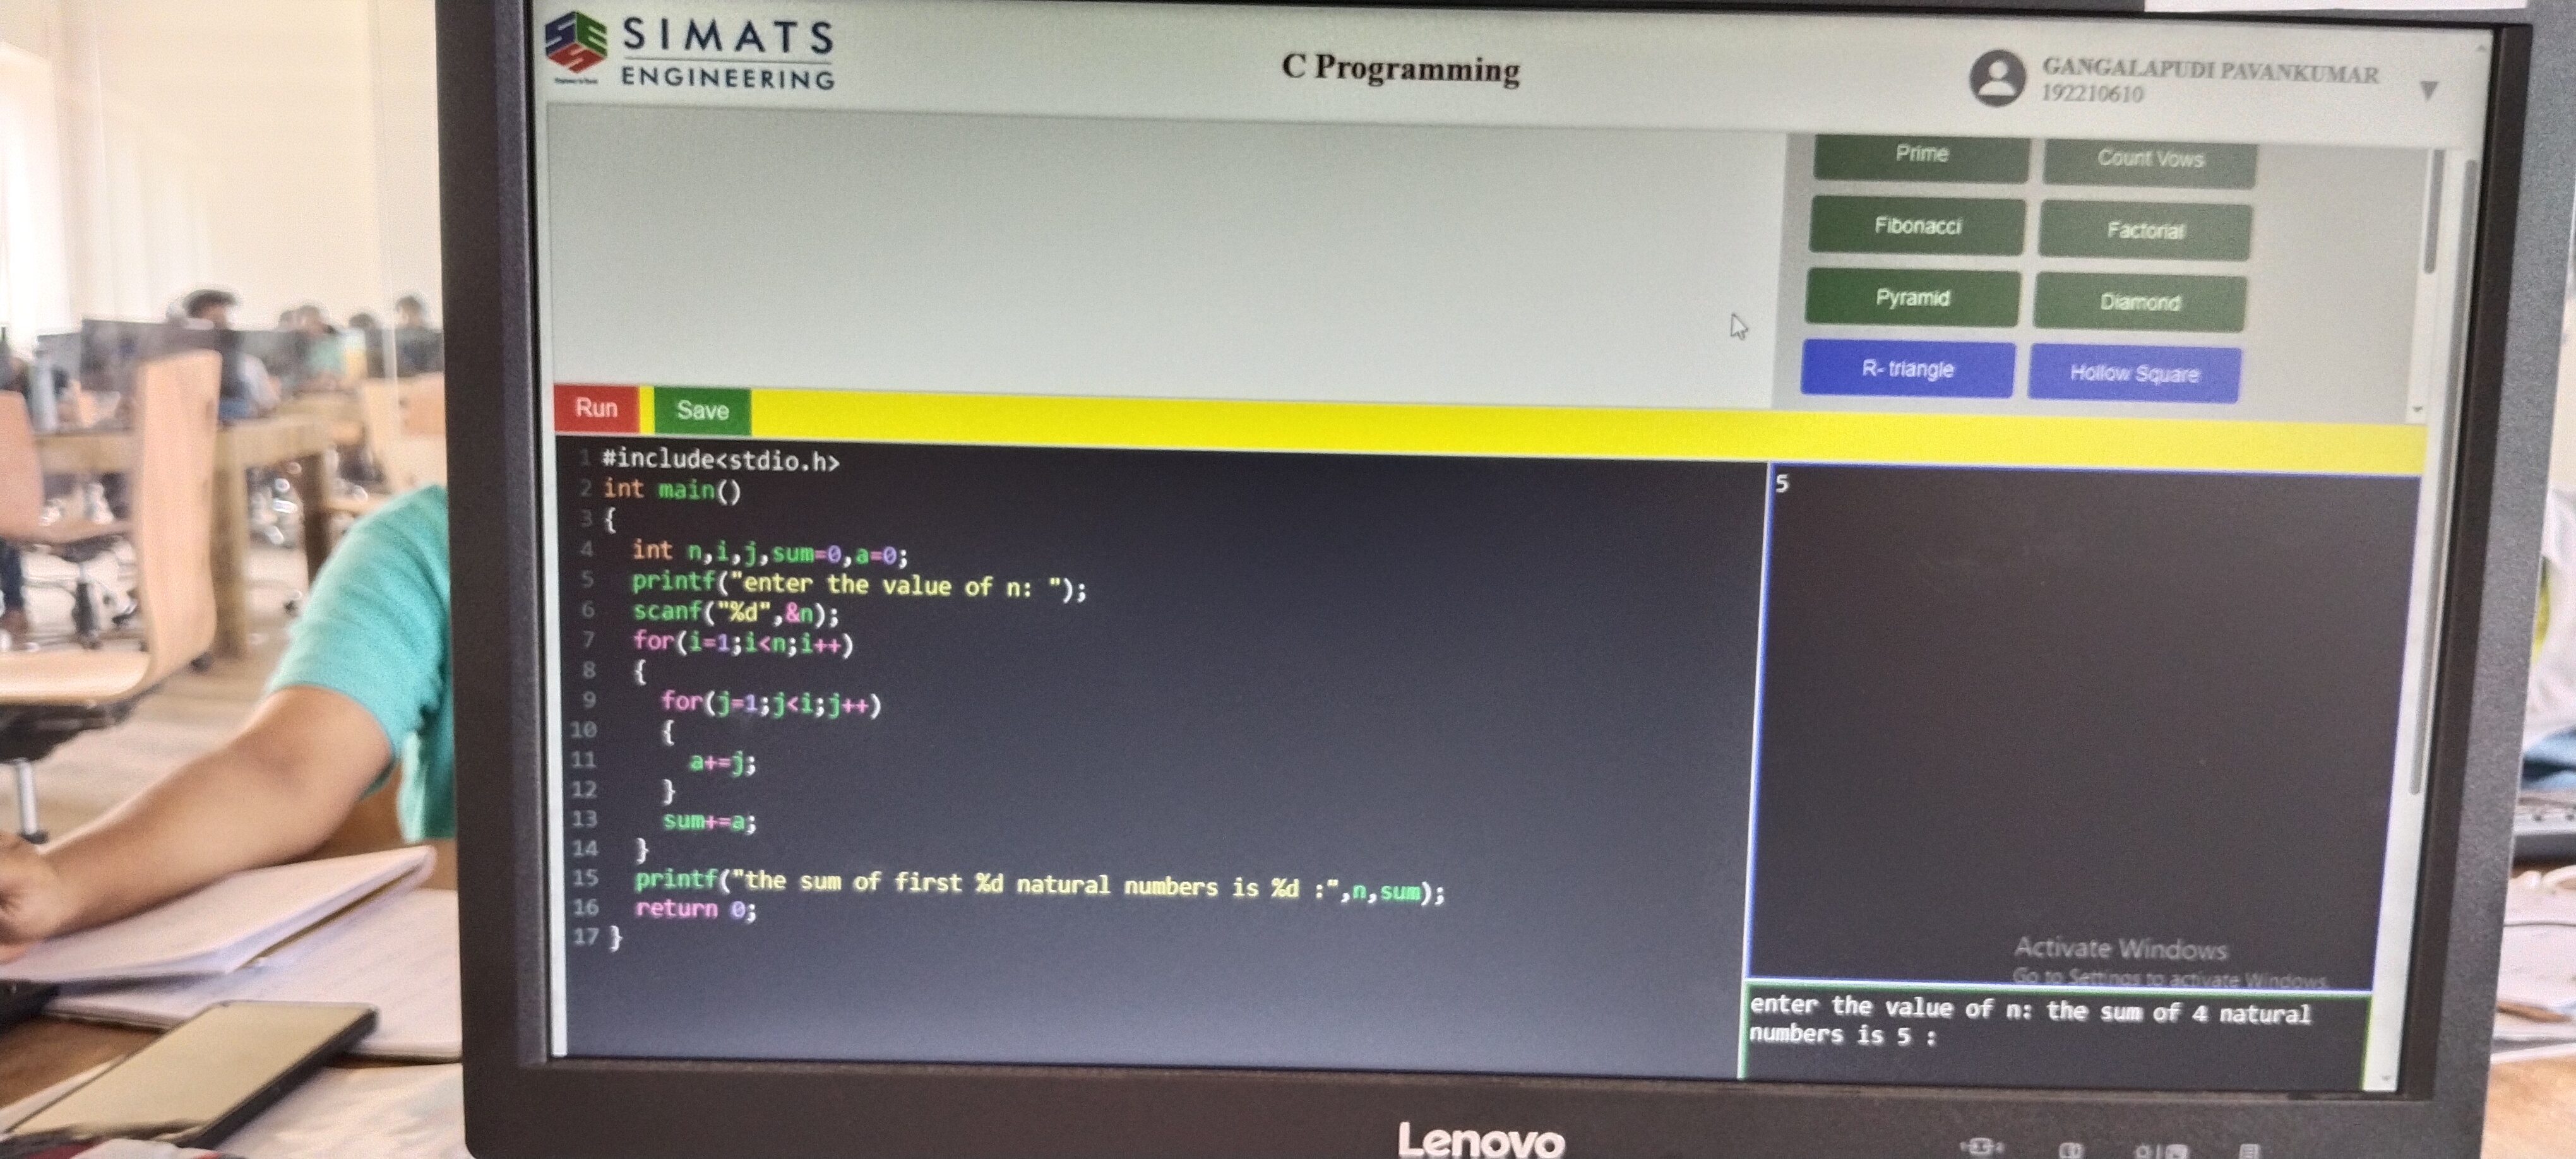 SIMATS
ENGINEERING
C Programming
GANGALAPUDI PAVANKUMAR
192210610
Prime
Count Vows
Fibonacci
Factorial
Pyramid
Diamond
R- triangle
Hollow Square
Run
Save
1 #include<stdio.h>
2 int main()
3 {
4 int n,i,j,sum=0,a=0;
5 printf("enter the value of n: ");
6 scanf("%d",&n);
7 for(i=1;i<n;i++)
8 {
9 for(j=1;j<i;j++)
10 {
11 a+=j;
12 }
13 sum+=a;
14 }
15 printf("the sum of first %d natural numbers is %d :",n,sum);
16 return 0;
17 }
5
Activate Windows
Go to Settings to activate Windows.
enter the value of n: the sum of 4 natural
numbers is 5 :
Lenovo